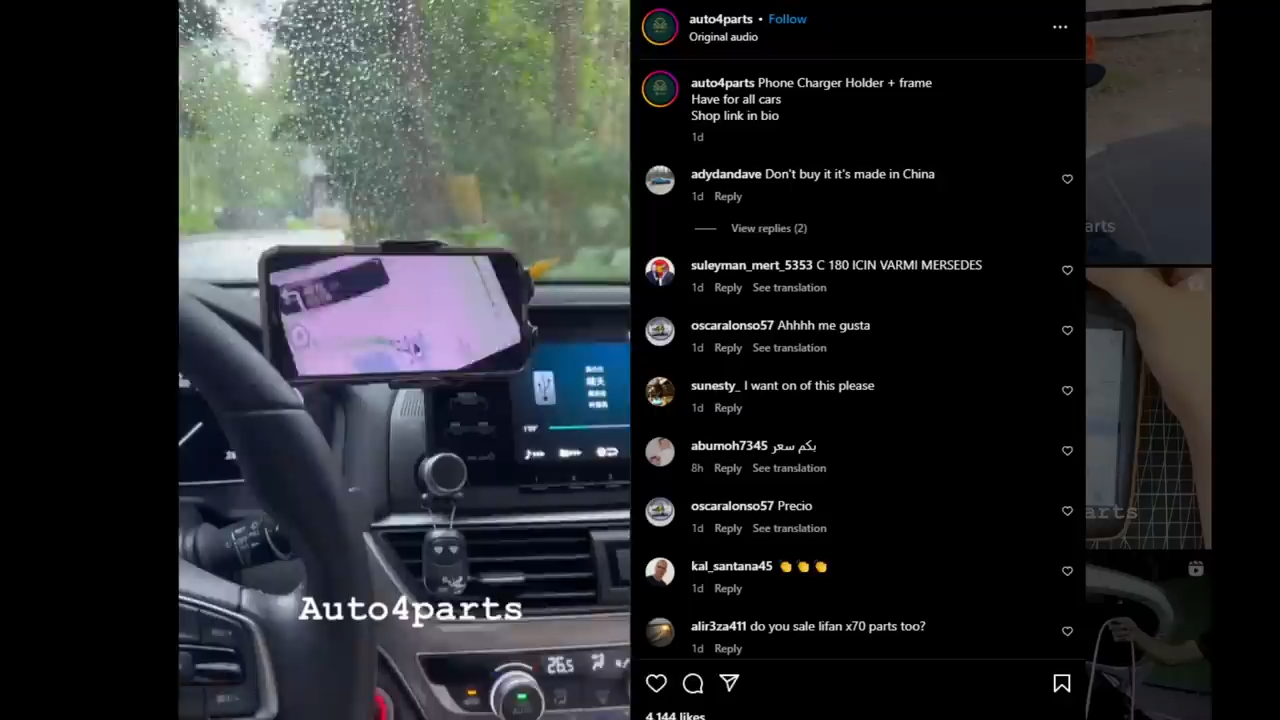 auto4parts • Follow
Original audio
auto4parts Phone Charger Holder + frame
Have for all cars
Shop link in bio
1d
adydandave Don't buy it it's made in China
1d Reply
View replies (2)
suleyman_mert_5353 C 180 ICIN VARMI MERSEDES
1d Reply See translation
oscaralonso57 Ahhhh me gusta
1d Reply See translation
sunesty_ I want on of this please
1d Reply
abumoh7345 بكم سعر
8h Reply See translation
oscaralonso57 Precio
1d Reply See translation
kal_santana45 👏 👏 👏
1d Reply
alir3za411 do you sale lifan x70 parts too?
1d Reply
4,144 likes
Auto4parts
26.5
arts
arts